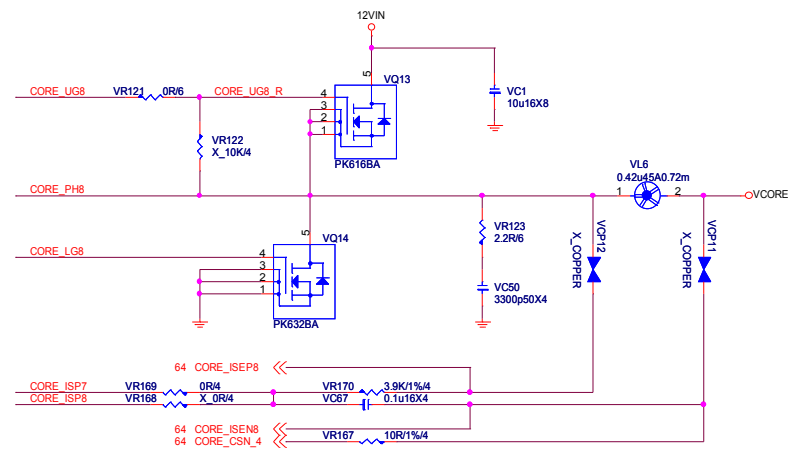 12VIN
CORE_UG8 VR121 0R/6 CORE_UG8_R
4
3
2
1
5
VQ13
PK616BA
VC1
10u16X8
VR122
X_10K/4
CORE_PH8
VL6
0.42u45A0.72m
1 2
VCORE
CORE_LG8
4
3
2
1
5
VQ14
PK632BA
VR123
2.2R/6
VC50
3300p50X4
VCP12
X_COPPER
VCP11
X_COPPER
64 CORE_ISEP8
CORE_ISP7 VR169 0R/4 VR170 3.9K/1%/4
CORE_ISP8 VR168 X_0R/4 VC67 0.1u16X4
64 CORE_ISEN8
64 CORE_CSN_4 VR167 10R/1%/4